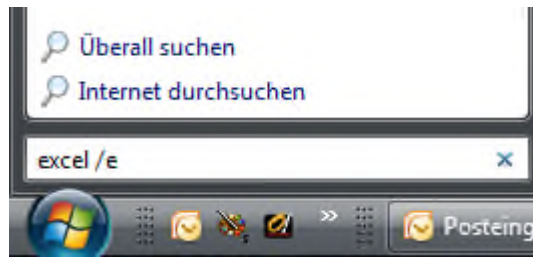 Überall suchen
Internet durchsuchen
excel /e
Posteing